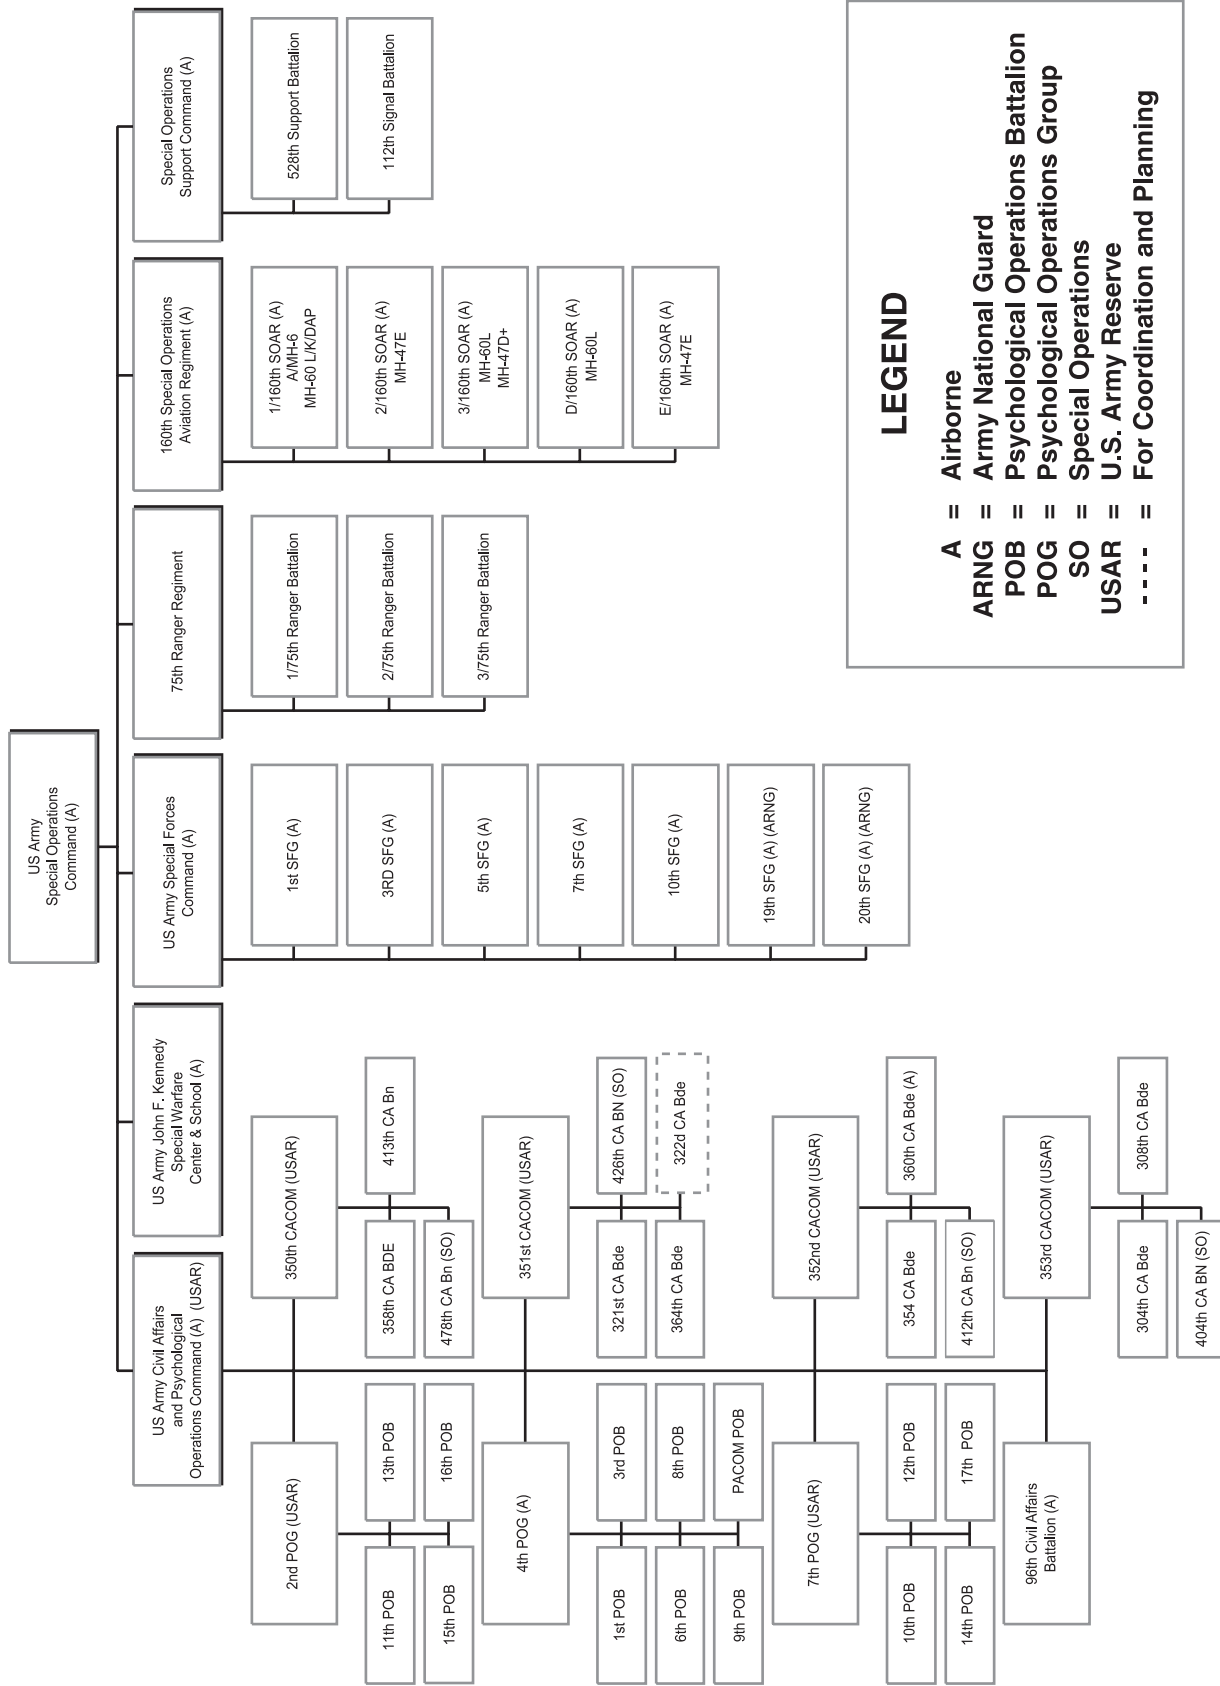 US Army
Special Operations
Command (A)
US Army Civil Affairs
and Psychological
Operations Command (A) (USAR)
US Army John F. Kennedy
Special Warfare
Center & School (A)
US Army Special Forces
Command (A)
75th Ranger Regiment
160th Special Operations
Aviation Regiment (A)
Special Operations
Support Command (A)
2nd POG (USAR)
11th POB
13th POB
15th POB
16th POB
350th CACOM (USAR)
358th CA BDE
413th CA Bn
478th CA Bn (SO)
4th POG (A)
1st POB
3rd POB
6th POB
8th POB
9th POB
PACOM POB
351st CACOM (USAR)
321st CA Bde
426th CA BN (SO)
364th CA Bde
322d CA Bde
7th POG (USAR)
10th POB
12th POB
14th POB
17th POB
352nd CACOM (USAR)
354 CA Bde
360th CA Bde (A)
412th CA Bn (SO)
96th Civil Affairs
Battalion (A)
353rd CACOM (USAR)
304th CA Bde
308th CA Bde
404th CA BN (SO)
1st SFG (A)
3RD SFG (A)
5th SFG (A)
7th SFG (A)
10th SFG (A)
19th SFG (A) (ARNG)
20th SFG (A) (ARNG)
1/75th Ranger Battalion
2/75th Ranger Battalion
3/75th Ranger Battalion
1/160th SOAR (A)
A/MH-6
MH-60 L/K/DAP
2/160th SOAR (A)
MH-47E
3/160th SOAR (A)
MH-60L
MH-47D+
D/160th SOAR (A)
MH-60L
E/160th SOAR (A)
MH-47E
528th Support Battalion
112th Signal Battalion
LEGEND
A = Airborne
ARNG = Army National Guard
POB = Psychological Operations Battalion
POG = Psychological Operations Group
SO = Special Operations
USAR = U.S. Army Reserve
---- = For Coordination and Planning